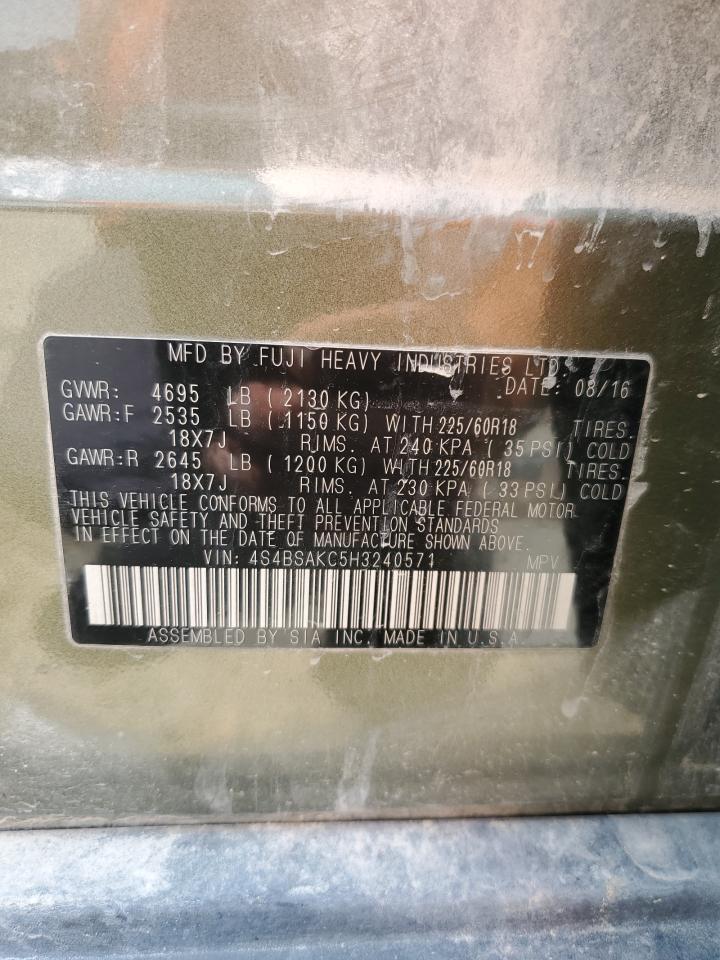 MFD BY FUJI HEAVY INDUSTRIES LTD.
DATE: 08/16
GVWR: 4695 LB ( 2130 KG)
GAWR:F 2535 LB ( 1150 KG) WITH 225/60R18 TIRES.
18X7J RIMS. AT 240 KPA ( 35 PSI) COLD
GAWR:R 2645 LB ( 1200 KG) WITH 225/60R18 TIRES.
18X7J RIMS. AT 230 KPA ( 33 PSI) COLD
THIS VEHICLE CONFORMS TO ALL APPLICABLE FEDERAL MOTOR
VEHICLE SAFETY AND THEFT PREVENTION STANDARDS
IN EFFECT ON THE DATE OF MANUFACTURE SHOWN ABOVE.
VIN: 4S4BSAKC5H3240571 MPV
ASSEMBLED BY SIA INC. MADE IN U.S.A